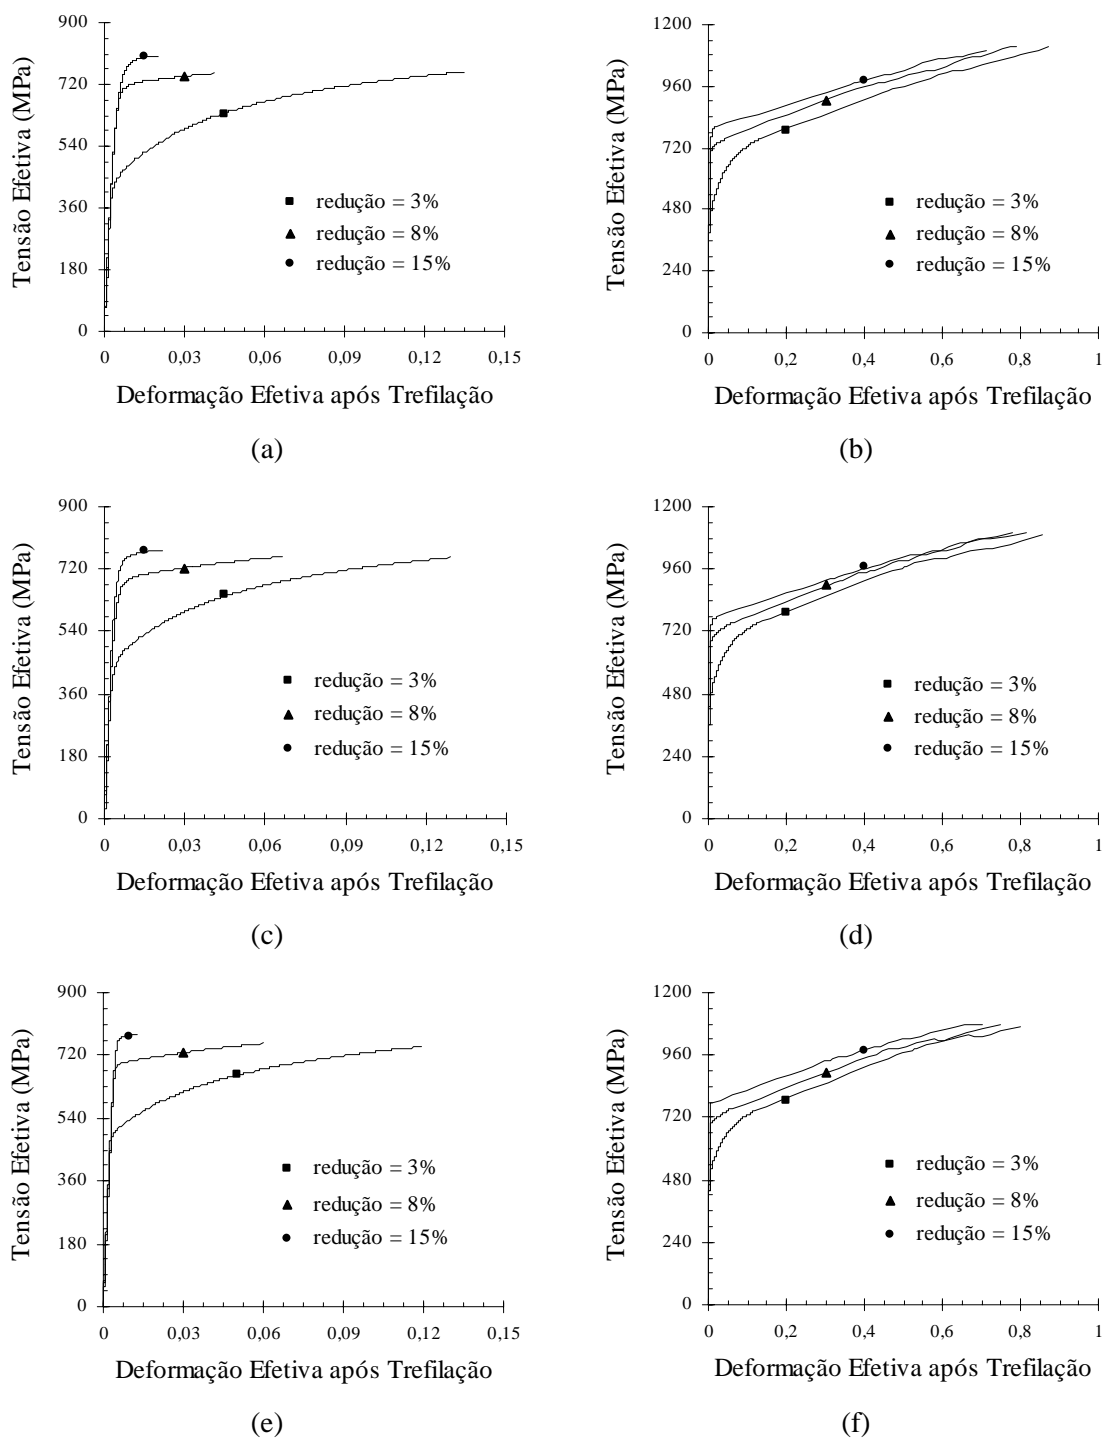 900
720
540
360
180
0
Tensão Efetiva (MPa)
redução = 3%
redução = 8%
redução = 15%
0 0,03 0,06 0,09 0,12 0,15
Deformação Efetiva após Trefilação
(a)
1200
960
720
480
240
0
Tensão Efetiva (MPa)
redução = 3%
redução = 8%
redução = 15%
0 0,2 0,4 0,6 0,8 1
Deformação Efetiva após Trefilação
(b)
900
720
540
360
180
0
Tensão Efetiva (MPa)
redução = 3%
redução = 8%
redução = 15%
0 0,03 0,06 0,09 0,12 0,15
Deformação Efetiva após Trefilação
(c)
1200
960
720
480
240
0
Tensão Efetiva (MPa)
redução = 3%
redução = 8%
redução = 15%
0 0,2 0,4 0,6 0,8 1
Deformação Efetiva após Trefilação
(d)
900
720
540
360
180
0
Tensão Efetiva (MPa)
redução = 3%
redução = 8%
redução = 15%
0 0,03 0,06 0,09 0,12 0,15
Deformação Efetiva após Trefilação
(e)
1200
960
720
480
240
0
Tensão Efetiva (MPa)
redução = 3%
redução = 8%
redução = 15%
0 0,2 0,4 0,6 0,8 1
Deformação Efetiva após Trefilação
(f)